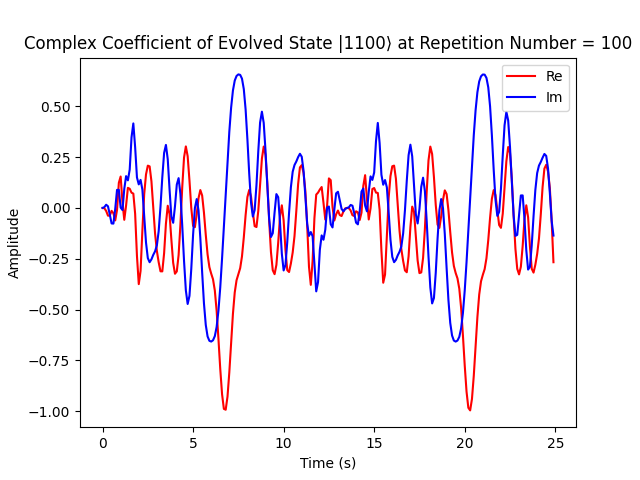 Complex Coefficient of Evolved State |1100⟩ at Repetition Number = 100
Re
Im
Amplitude
0.50
0.25
0.00
−0.25
−0.50
−0.75
−1.00
0
5
10
15
20
25
Time (s)